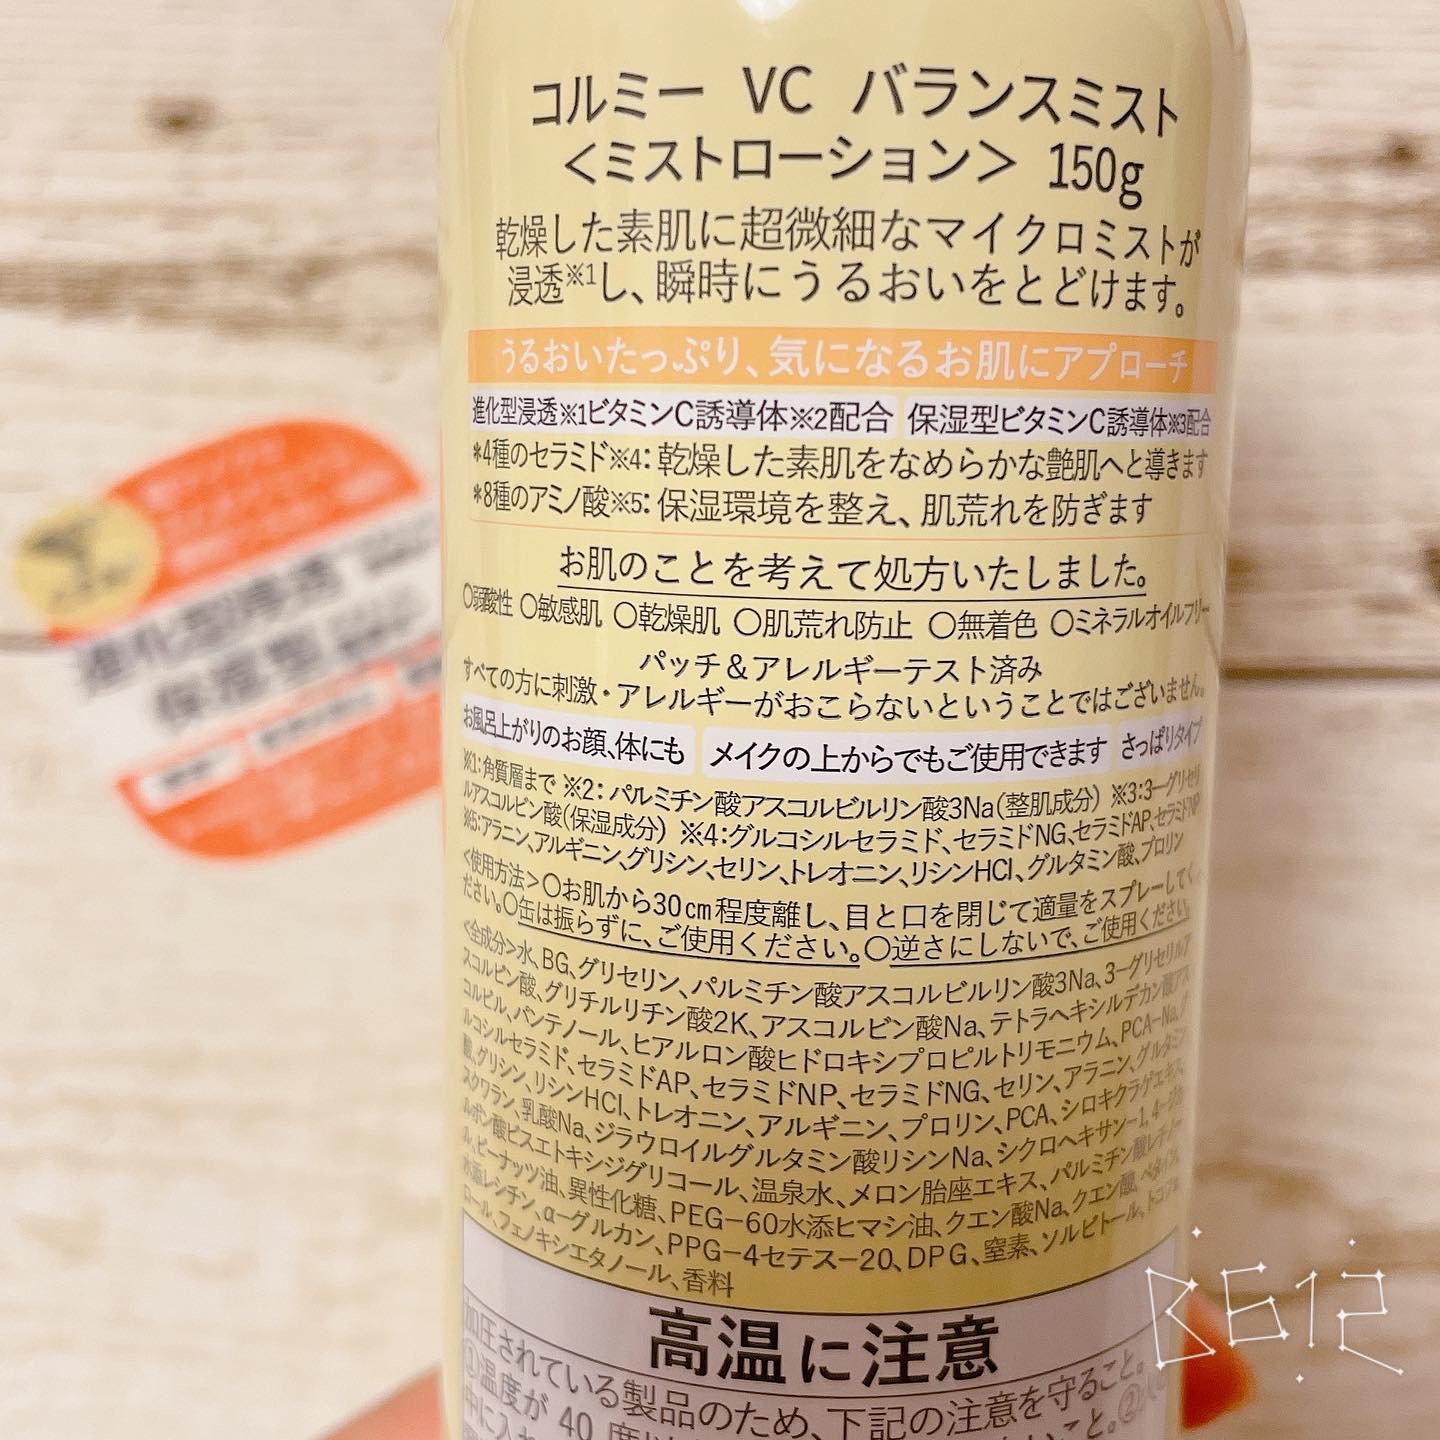 コルミー VC バランスミスト
<ミストローション> 150g
乾燥した素肌に超微細なマイクロミストが
浸透※1し、瞬時にうるおいをとどけます。
うるおいたっぷり、気になるお肌にアプローチ
進化型浸透※1ビタミンC誘導体※2配合 保湿型ビタミンC誘導体※3配合
*4種のセラミド※4：乾燥した素肌をなめらかな艶肌へと導きます
*8種のアミノ酸※5：保湿環境を整え、肌荒れを防ぎます
お肌のことを考えて処方いたしました。
○弱酸性 ○敏感肌 ○乾燥肌 ○肌荒れ防止 ○無着色 ○ミネラルオイルフリー
パッチ＆アレルギーテスト済み
すべての方に刺激・アレルギーがおこらないということではございません。
お風呂上がりのお顔、体にも メイクの上からでもご使用できます さっぱりタイプ
※1：角質層まで ※2：パルミチン酸アスコルビルリン酸3Na（整肌成分） ※3：3－グリセリ
ルアスコルビン酸（保湿成分） ※4：グルコシルセラミド、セラミドNG、セラミドAP、セラミドNP
※5：アラニン、アルギニン、グリシン、セリン、トレオニン、リシンHCl、グルタミン酸、プロリン
<使用方法>○お肌から30㎝程度離し、目と口を閉じて適量をスプレーしてく
ださい。○缶は振らずに、ご使用ください。○逆さにしないで、ご使用ください。
<全成分>水、BG、グリセリン、パルミチン酸アスコルビルリン酸3Na、3－グリセリルア
スコルビン酸、グリチルリチン酸2K、アスコルビン酸Na、テトラヘキシルデカン酸アス
コルビル、パンテノール、ヒアルロン酸ヒドロキシプロピルトリモニウム、PCA－Na、グ
ルコシルセラミド、セラミドAP、セラミドNP、セラミドNG、セリン、アラニン、グルタミン
酸、グリシン、リシンHCl、トレオニン、アルギニン、プロリン、PCA、シロキクラゲエキス、
スクワラン、乳酸Na、ジラウロイルグルタミン酸リシンNa、シクロヘキサン－1，4－ジカ
ルボン酸ビスエトキシジグリコール、温泉水、メロン胎座エキス、パルミチン酸レチノー
ル、ピーナッツ油、異性化糖、PEG－60水添ヒマシ油、クエン酸Na、クエン酸、ベタイン、
水添レシチン、α－グルカン、PPG－4セテス－20、DPG、窒素、ソルビトール、トコフェ
ロール、フェノキシエタノール、香料
高温に注意
加圧されている製品のため、下記の注意を守ること。
①温度が 40
中に入れ
進化型浸透
保湿型
B612